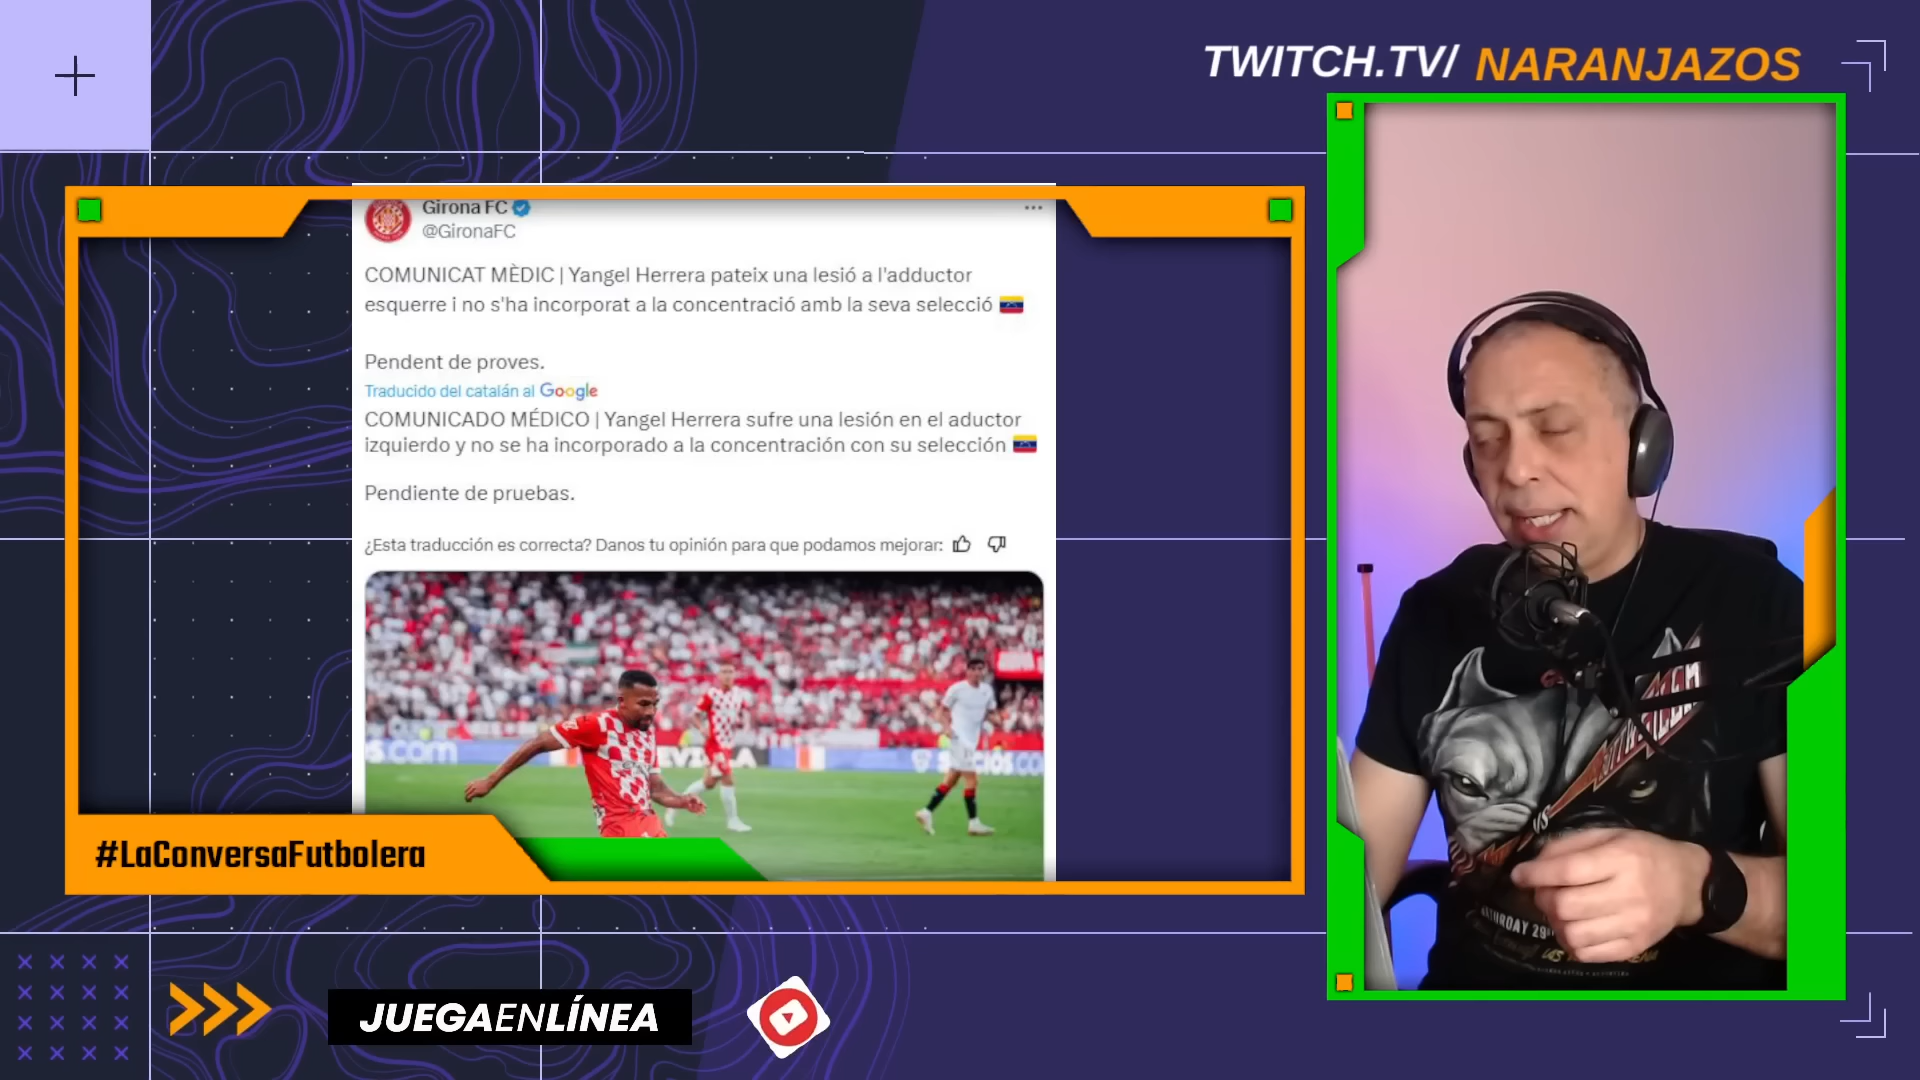 TWITCH.TV/ NARANJAZOS
Girona FC
@GironaFC
COMUNICAT MÈDIC | Yangel Herrera pateix una lesió a l'adductor
esquerre i no s'ha incorporat a la concentració amb la seva selecció
Pendent de proves.
Traducido del catalán al Google
COMUNICADO MÉDICO | Yangel Herrera sufre una lesión en el aductor
izquierdo y no se ha incorporado a la concentración con su selección
Pendiente de pruebas.
¿Esta traducción es correcta? Danos tu opinión para que podamos mejorar:
#LaConversaFutbolera
JUEGAENLÍNEA